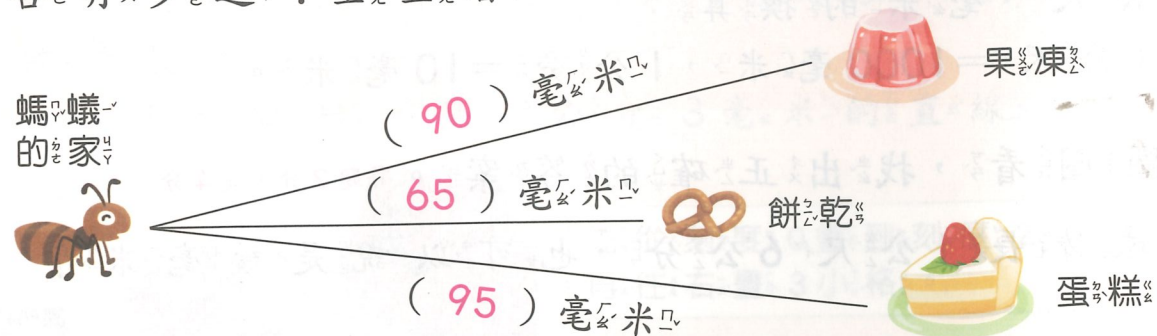 螞蟻
的家
( 90 ) 毫米
果凍
( 65 ) 毫米
餅乾
( 95 ) 毫米
蛋糕